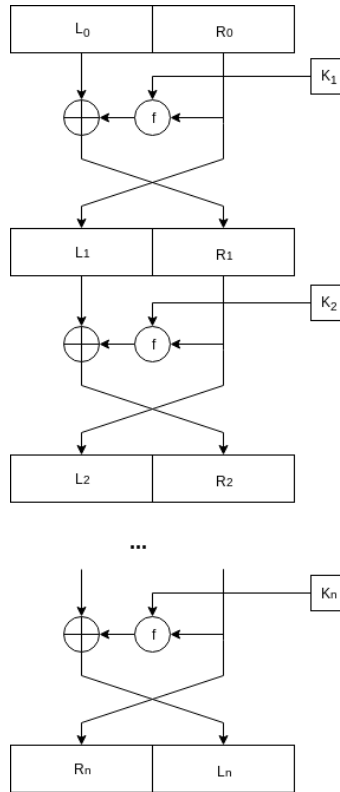 L₀ R₀
K₁
f
L₁ R₁
K₂
f
L₂ R₂
...
Kₙ
f
Rₙ Lₙ